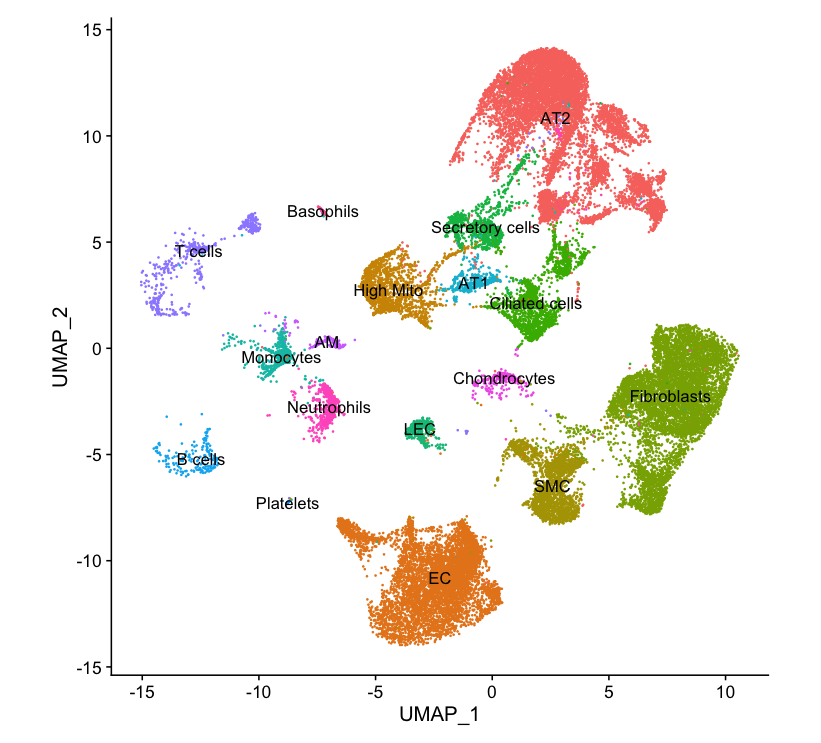 15
10
5
0
-5
-10
-15
UMAP_2
AT2
Basophils
Secretory cells
T cells
High Mito
AT1
Ciliated cells
AM
Monocytes
Chondrocytes
Neutrophils
Fibroblasts
LEC
B cells
SMC
Platelets
EC
-15
-10
-5
0
5
10
UMAP_1